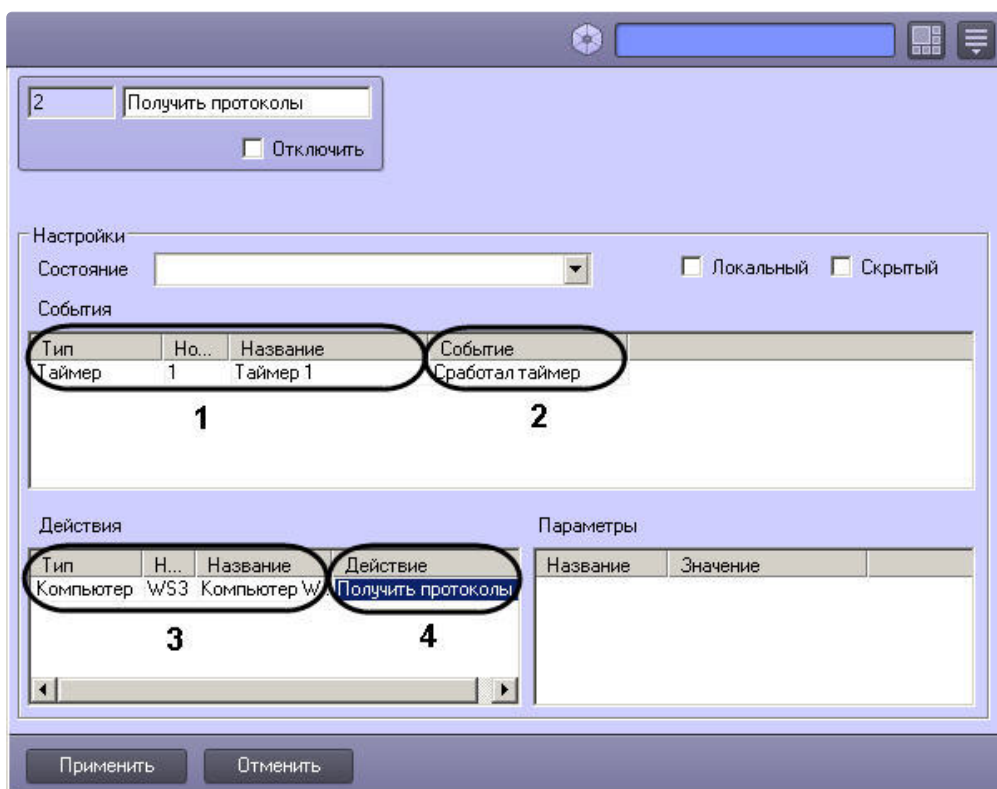 2 Получить протоколы
Отключить
Настройки
Состояние Локальный Скрытый
События
Тип Но... Название Событие
Таймер 1 Таймер 1 Сработал таймер
1 2
Действия Параметры
Тип Н... Название Действие Название Значение
Компьютер WS3 Компьютер W... Получить протоколы
3 4
Применить Отменить